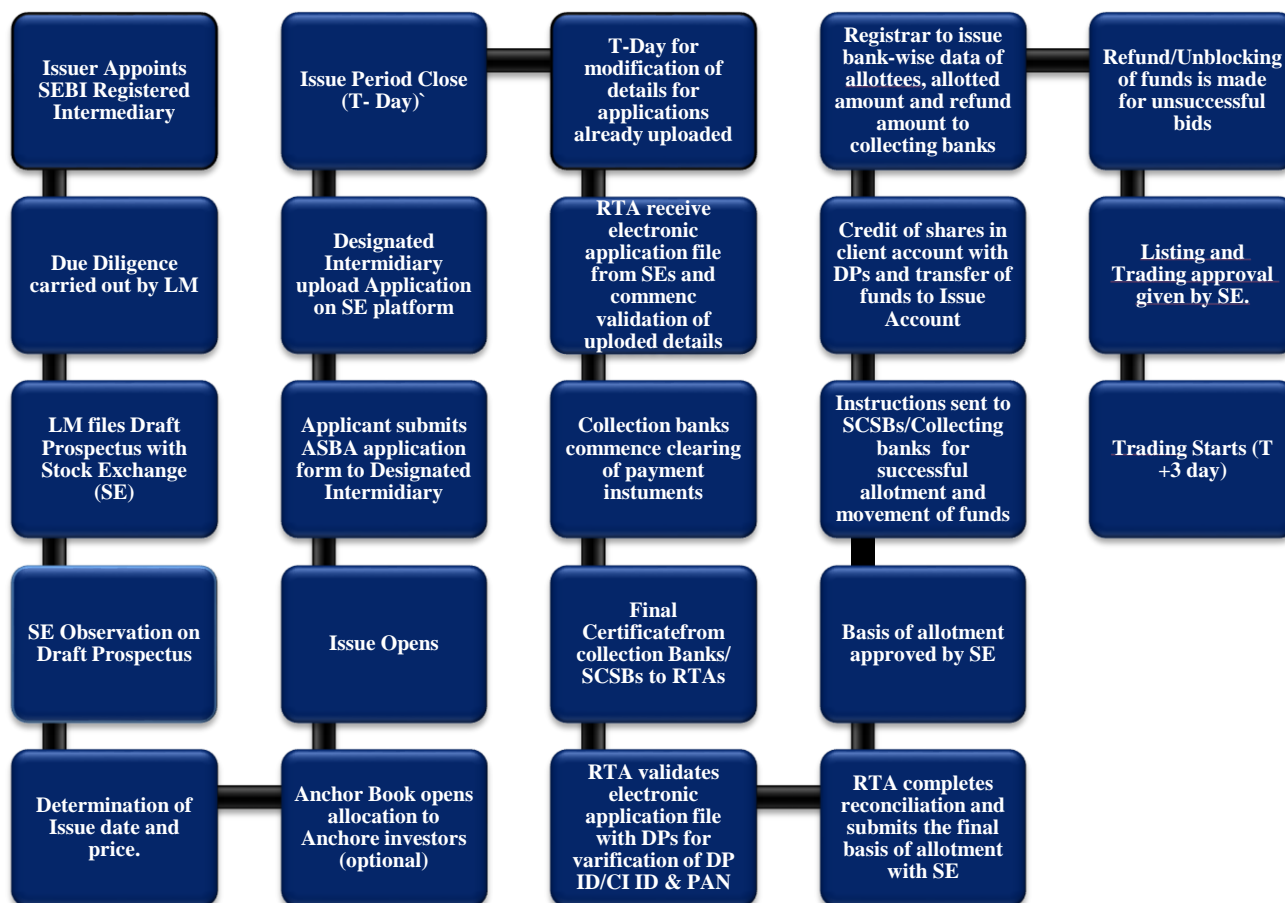 Issuer Appoints
SEBI Registered
Intermediary
Due Diligence
carried out by LM
LM files Draft
Prospectus with
Stock Exchange
(SE)
SE Observation on
Draft Prospectus
Determination of
Issue date and
price.
Anchor Book opens
allocation to
Anchore investors
(optional)
Issue Opens
Applicant submits
ASBA application
form to Designated
Intermidiary
Designated
Intermidiary
upload Application
on SE platform
Issue Period Close
(T- Day)`
T-Day for
modification of
details for
applications
already uploaded
RTA receive
electronic
application file
from SEs and
commenc
validation of
uploded details
Collection banks
commence clearing
of payment
instuments
Final
Certificatefrom
collection Banks/
SCSBs to RTAs
RTA validates
electronic
application file
with DPs for
varification of DP
ID/CI ID & PAN
RTA completes
reconciliation and
submits the final
basis of allotment
with SE
Basis of allotment
approved by SE
Instructions sent to
SCSBs/Collecting
banks for
successful
allotment and
movement of funds
Credit of shares in
client account with
DPs and transfer of
funds to Issue
Account
Registrar to issue
bank-wise data of
allottees, allotted
amount and refund
amount to
collecting banks
Refund/Unblocking
of funds is made
for unsuccessful
bids
Listing and
Trading approval
given by SE.
Trading Starts (T
+3 day)